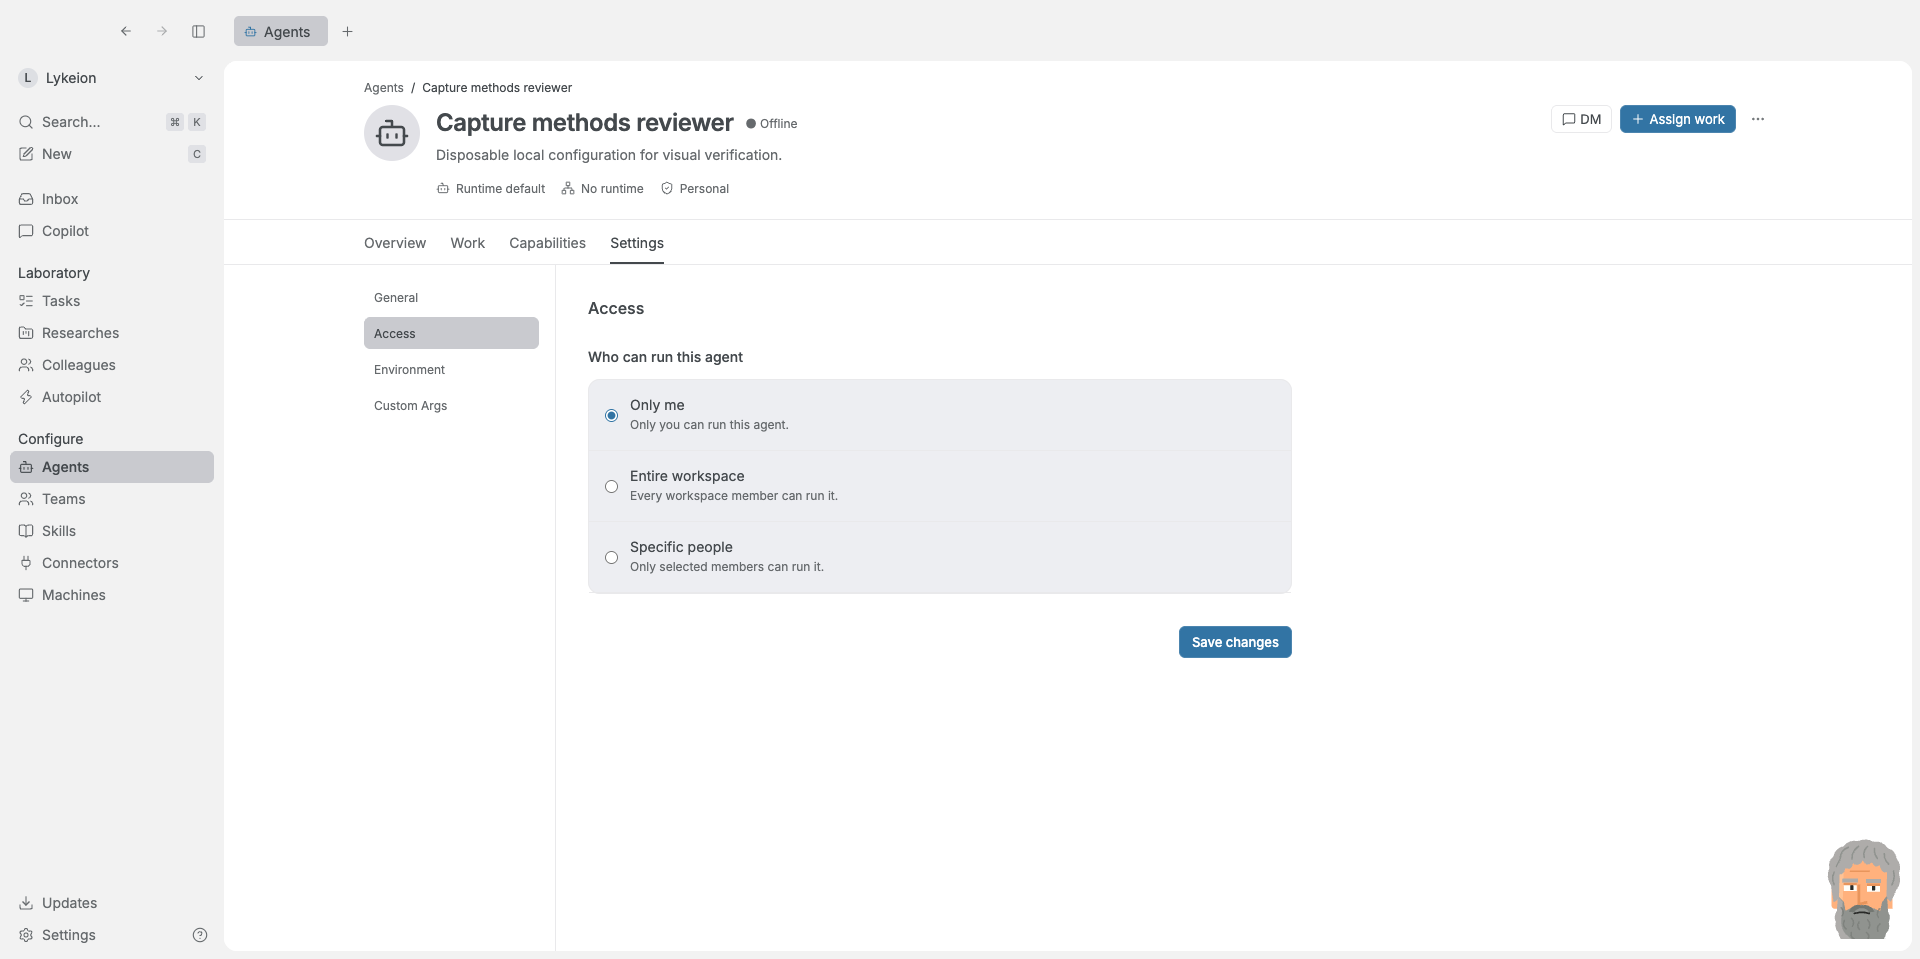 Agents
L Lykeion
Search... ⌘ K
New C
Inbox
Copilot
Laboratory
Tasks
Researches
Colleagues
Autopilot
Configure
Agents
Teams
Skills
Connectors
Machines
Updates
Settings
Agents / Capture methods reviewer
Capture methods reviewer Offline
Disposable local configuration for visual verification.
Runtime default No runtime Personal
DM Assign work
Overview Work Capabilities Settings
General
Access
Environment
Custom Args
Access
Who can run this agent
Only me
Only you can run this agent.
Entire workspace
Every workspace member can run it.
Specific people
Only selected members can run it.
Save changes